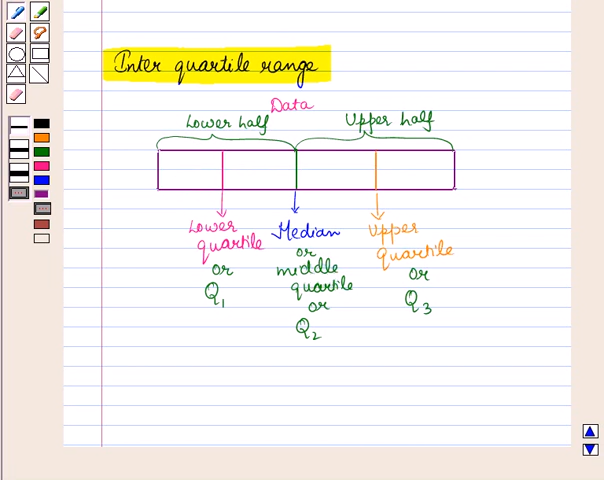 Inter quartile range
Data
Lower half Upper half
Lower quartile or Q1
Median or middle quartile or Q2
Upper quartile or Q3